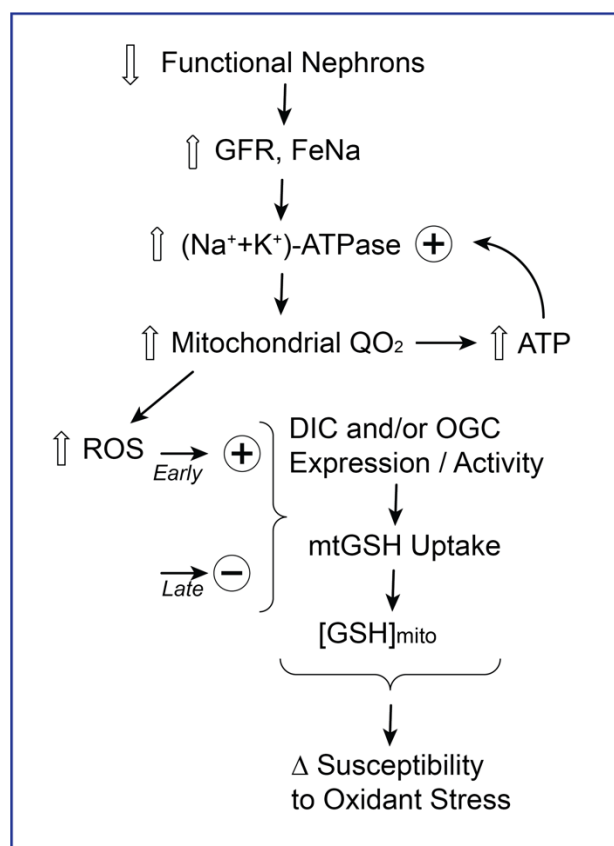 Functional Nephrons
GFR, FeNa
(Na⁺+K⁺)-ATPase +
Mitochondrial QO₂
ATP
ROS
Early
+
DIC and/or OGC
Expression / Activity
mtGSH Uptake
Late
−
[GSH]mito
Δ Susceptibility
to Oxidant Stress